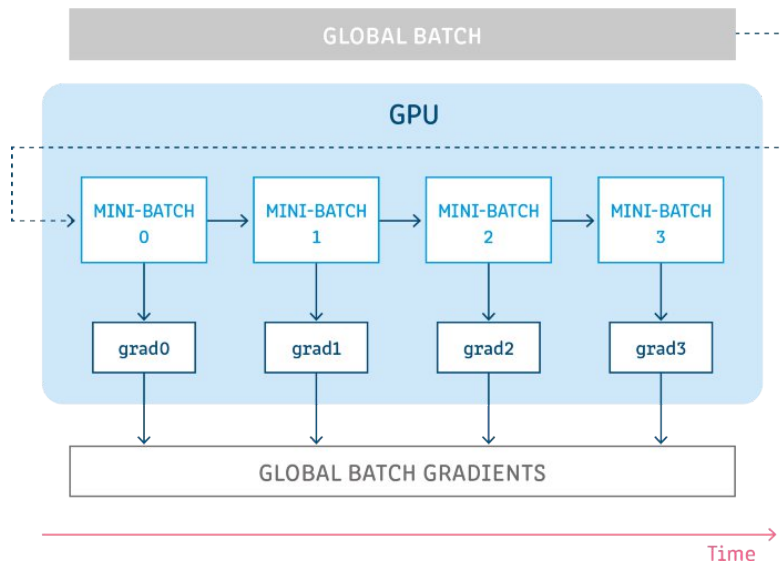 GLOBAL BATCH
GPU
MINI-BATCH
0
MINI-BATCH
1
MINI-BATCH
2
MINI-BATCH
3
grad0
grad1
grad2
grad3
GLOBAL BATCH GRADIENTS
Time